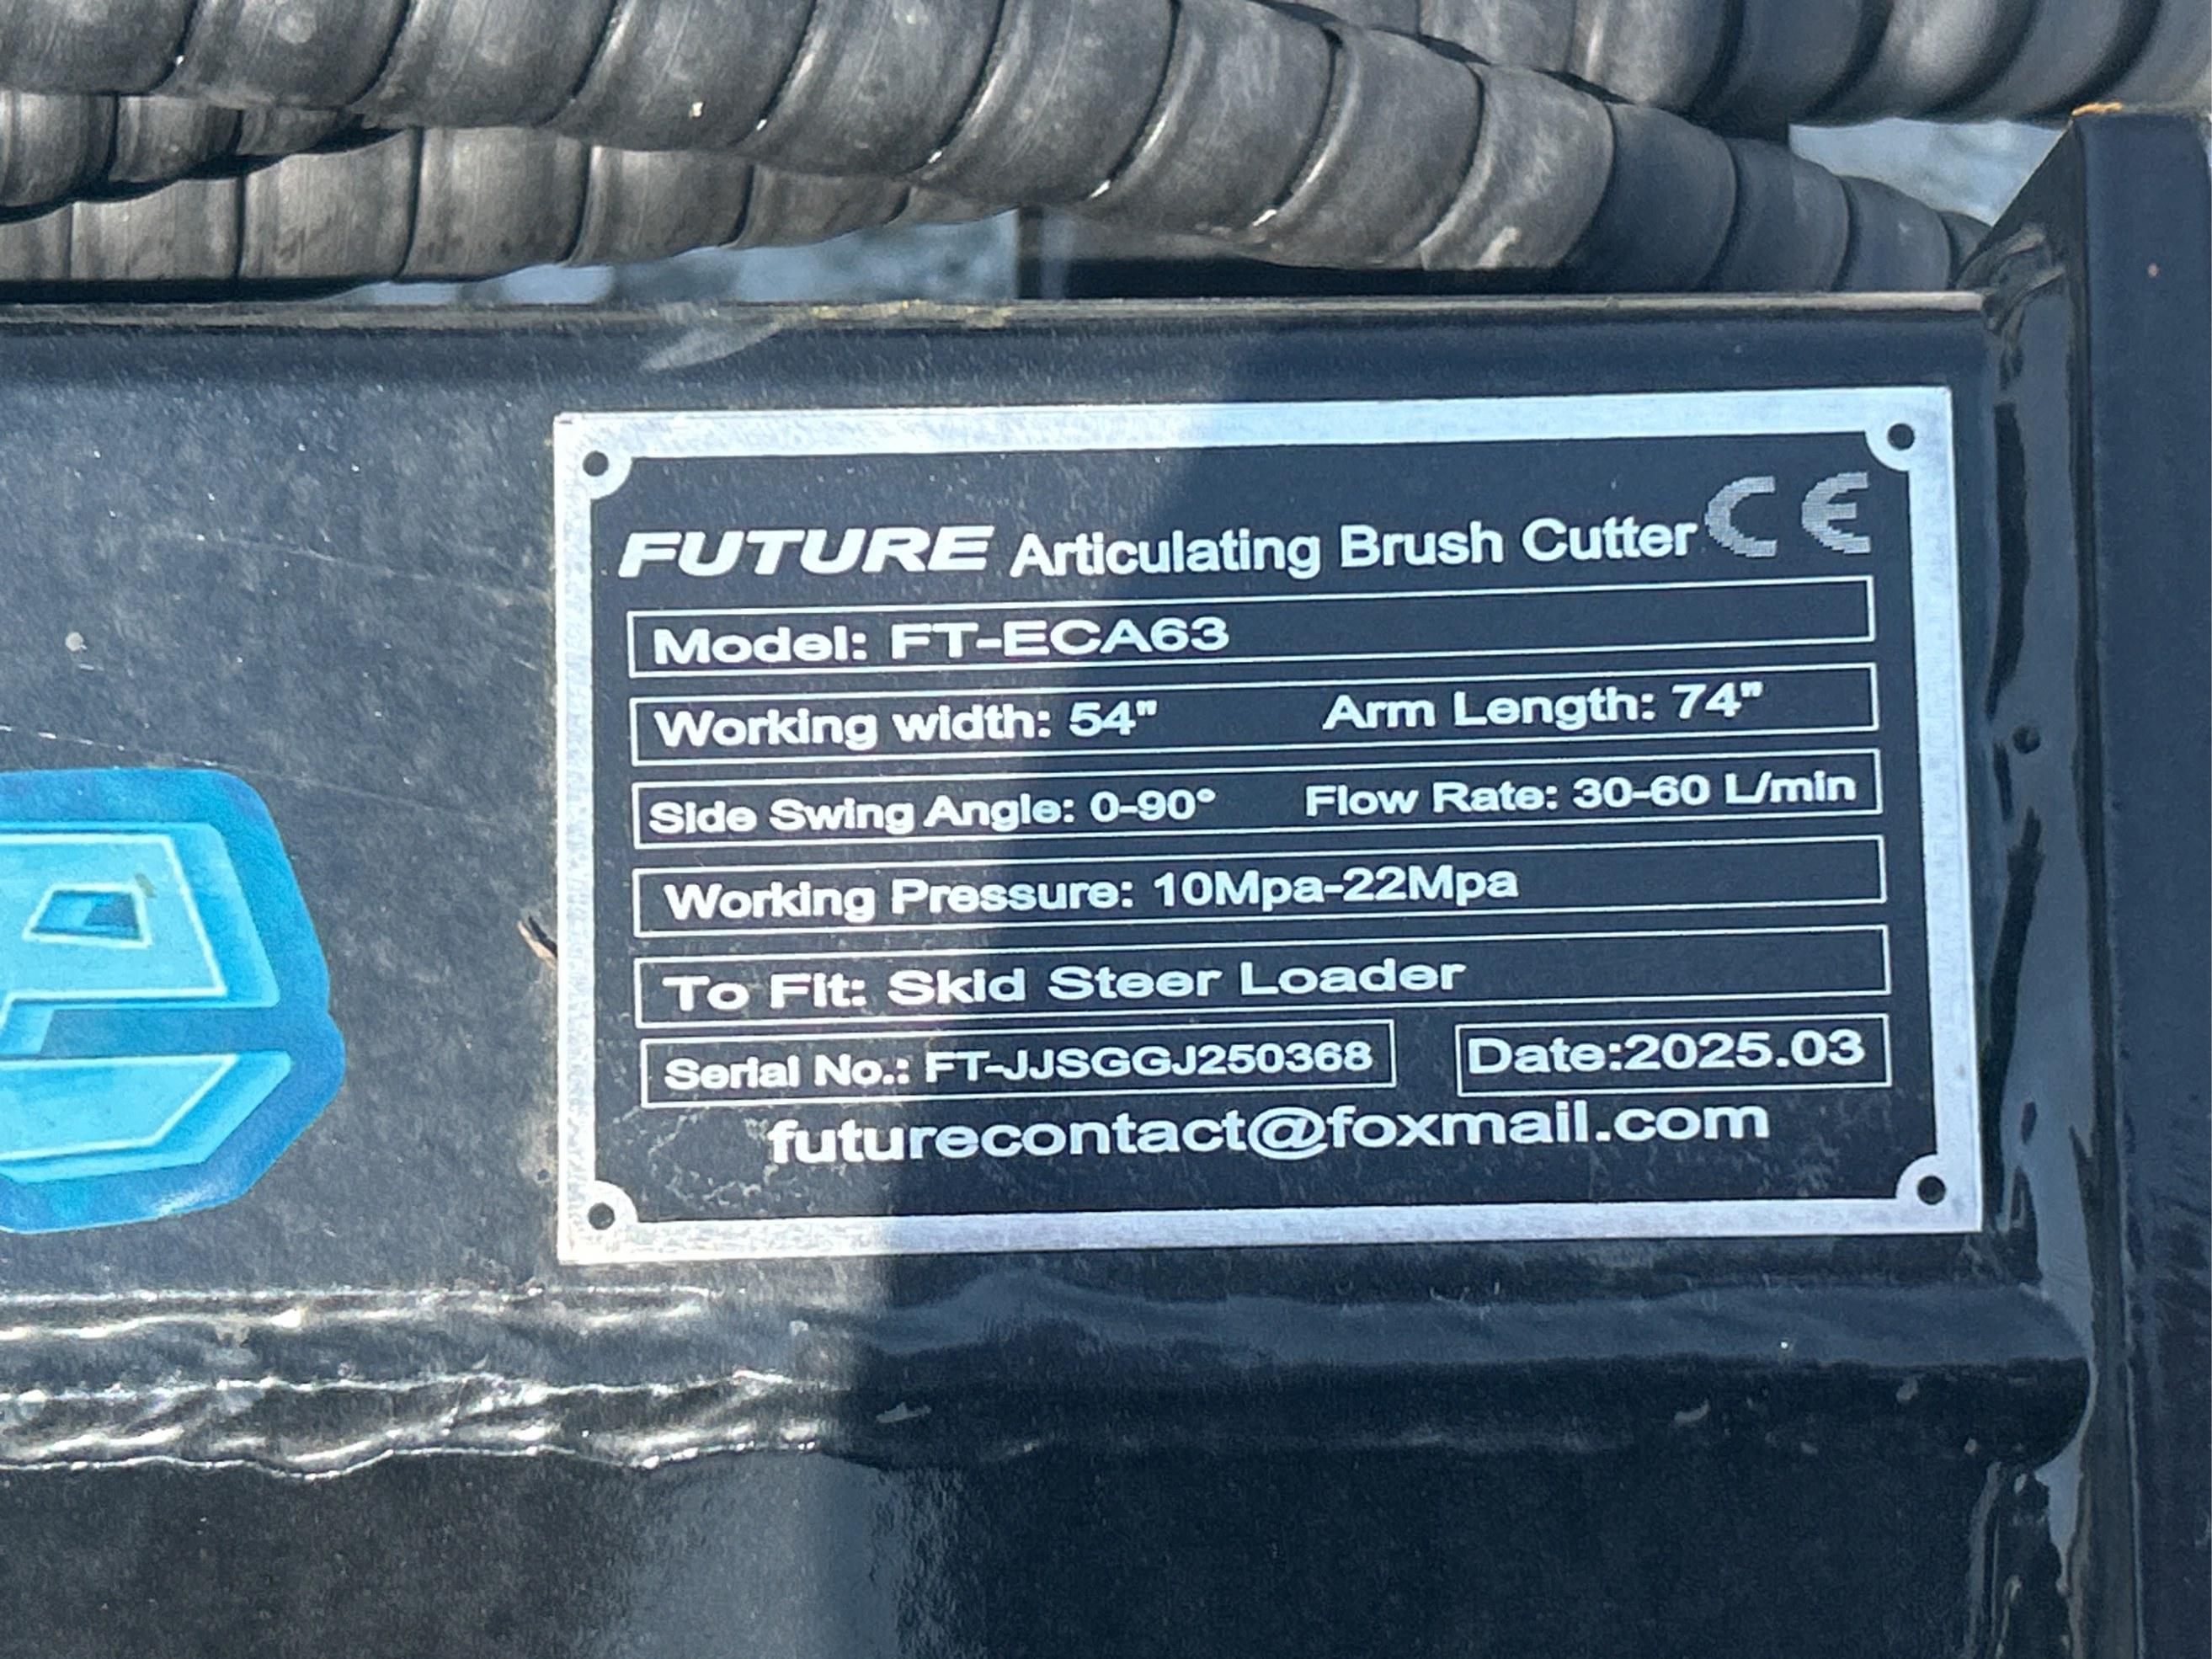 FUTURE Articulating Brush Cutter CE
Model: FT-ECA63
Working width: 54" Arm Length: 74"
Side Swing Angle: 0-90° Flow Rate: 30-60 L/min
Working Pressure: 10Mpa-22Mpa
To Fit: Skid Steer Loader
Serial No.: FT-JJSGGJ250368 Date:2025.03
futurecontact@foxmail.com